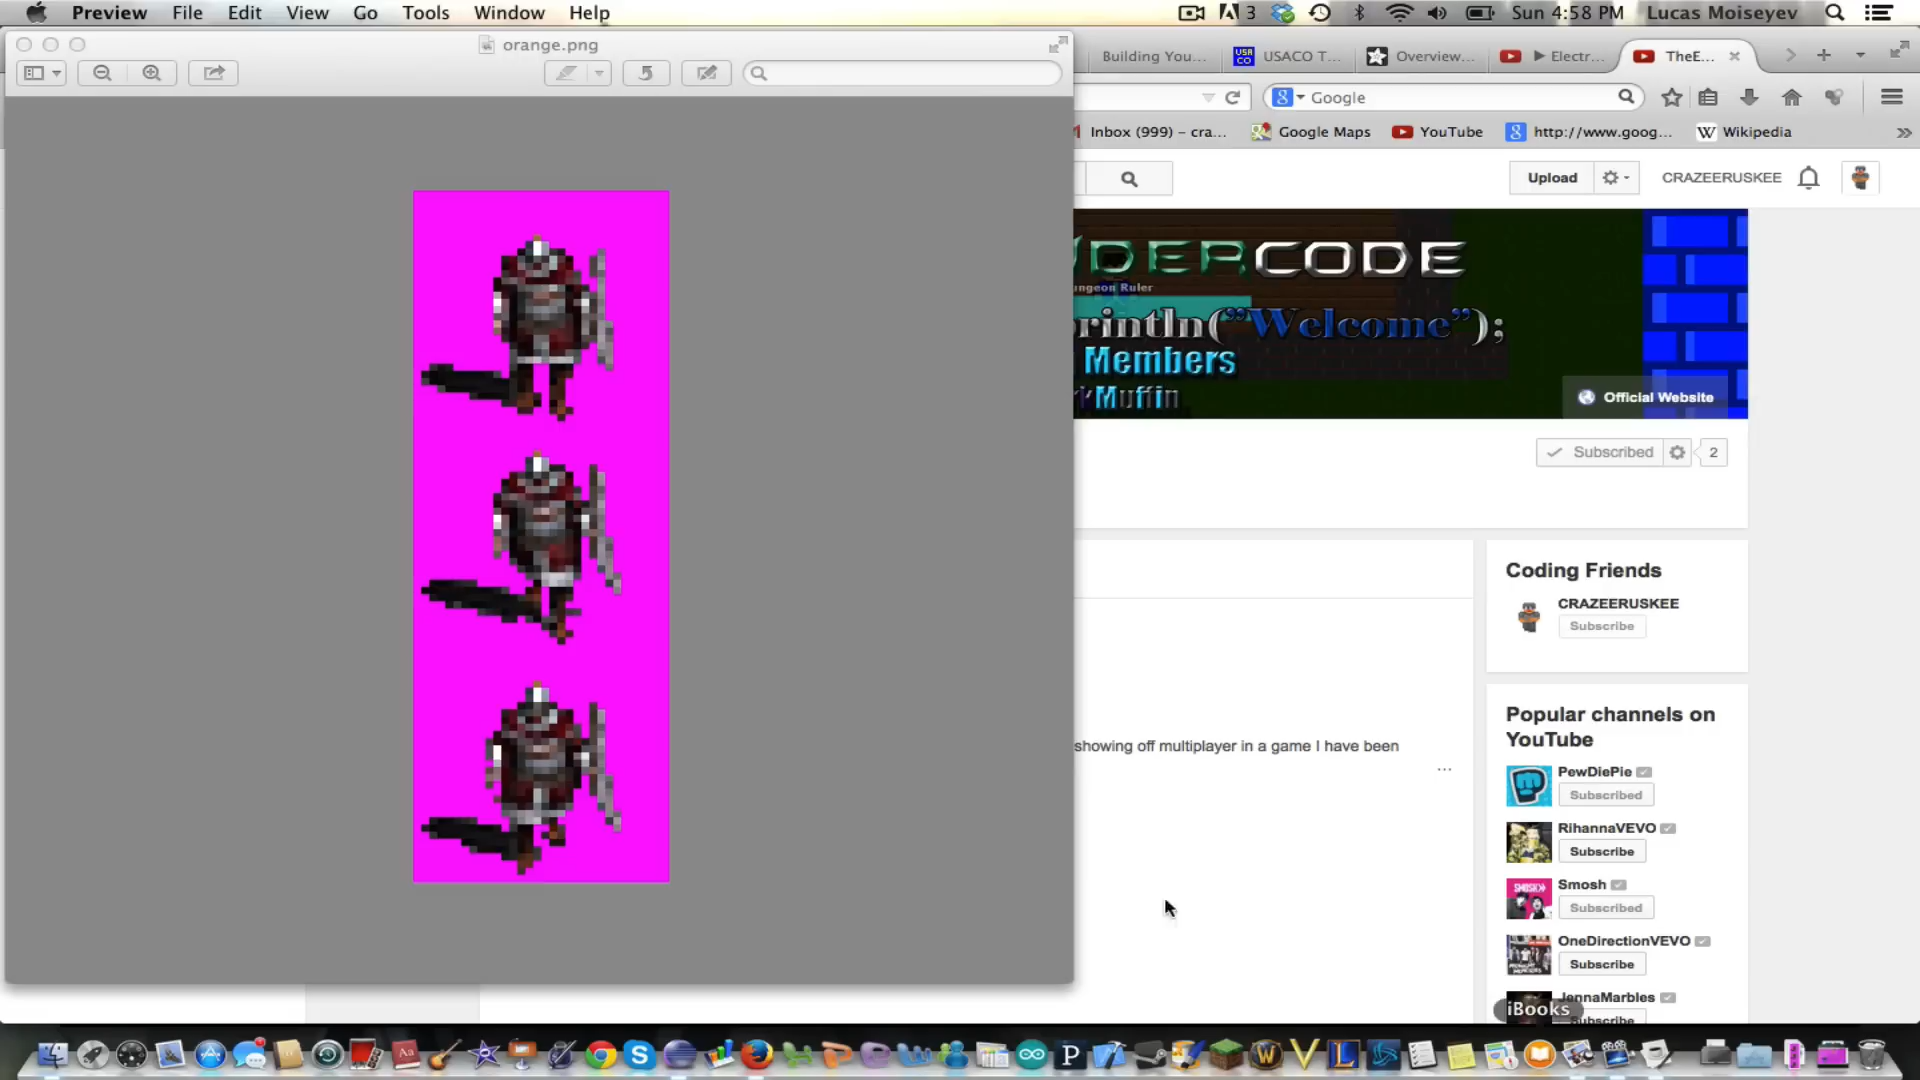 Preview File Edit View Go Tools Window Help
3 Sun 4:58 PM Lucas Moiseyev
orange.png
Building You... USACO T... Overview... Electr... TheE...
Google
Inbox (999) – cra... Google Maps YouTube http://www.goog... Wikipedia
Upload CRAZEERUSKEE
DERCODE
ungeon Ruler
rintln("Welcome");
Members
Muffin
Official Website
Subscribed 2
Coding Friends
CRAZEERUSKEE
Subscribe
Popular channels on
YouTube
showing off multiplayer in a game I have been
...
PewDiePie
Subscribed
RihannaVEVO
Subscribe
Smosh
Subscribed
OneDirectionVEVO
Subscribe
JennaMarbles
iBooks
Subscribe